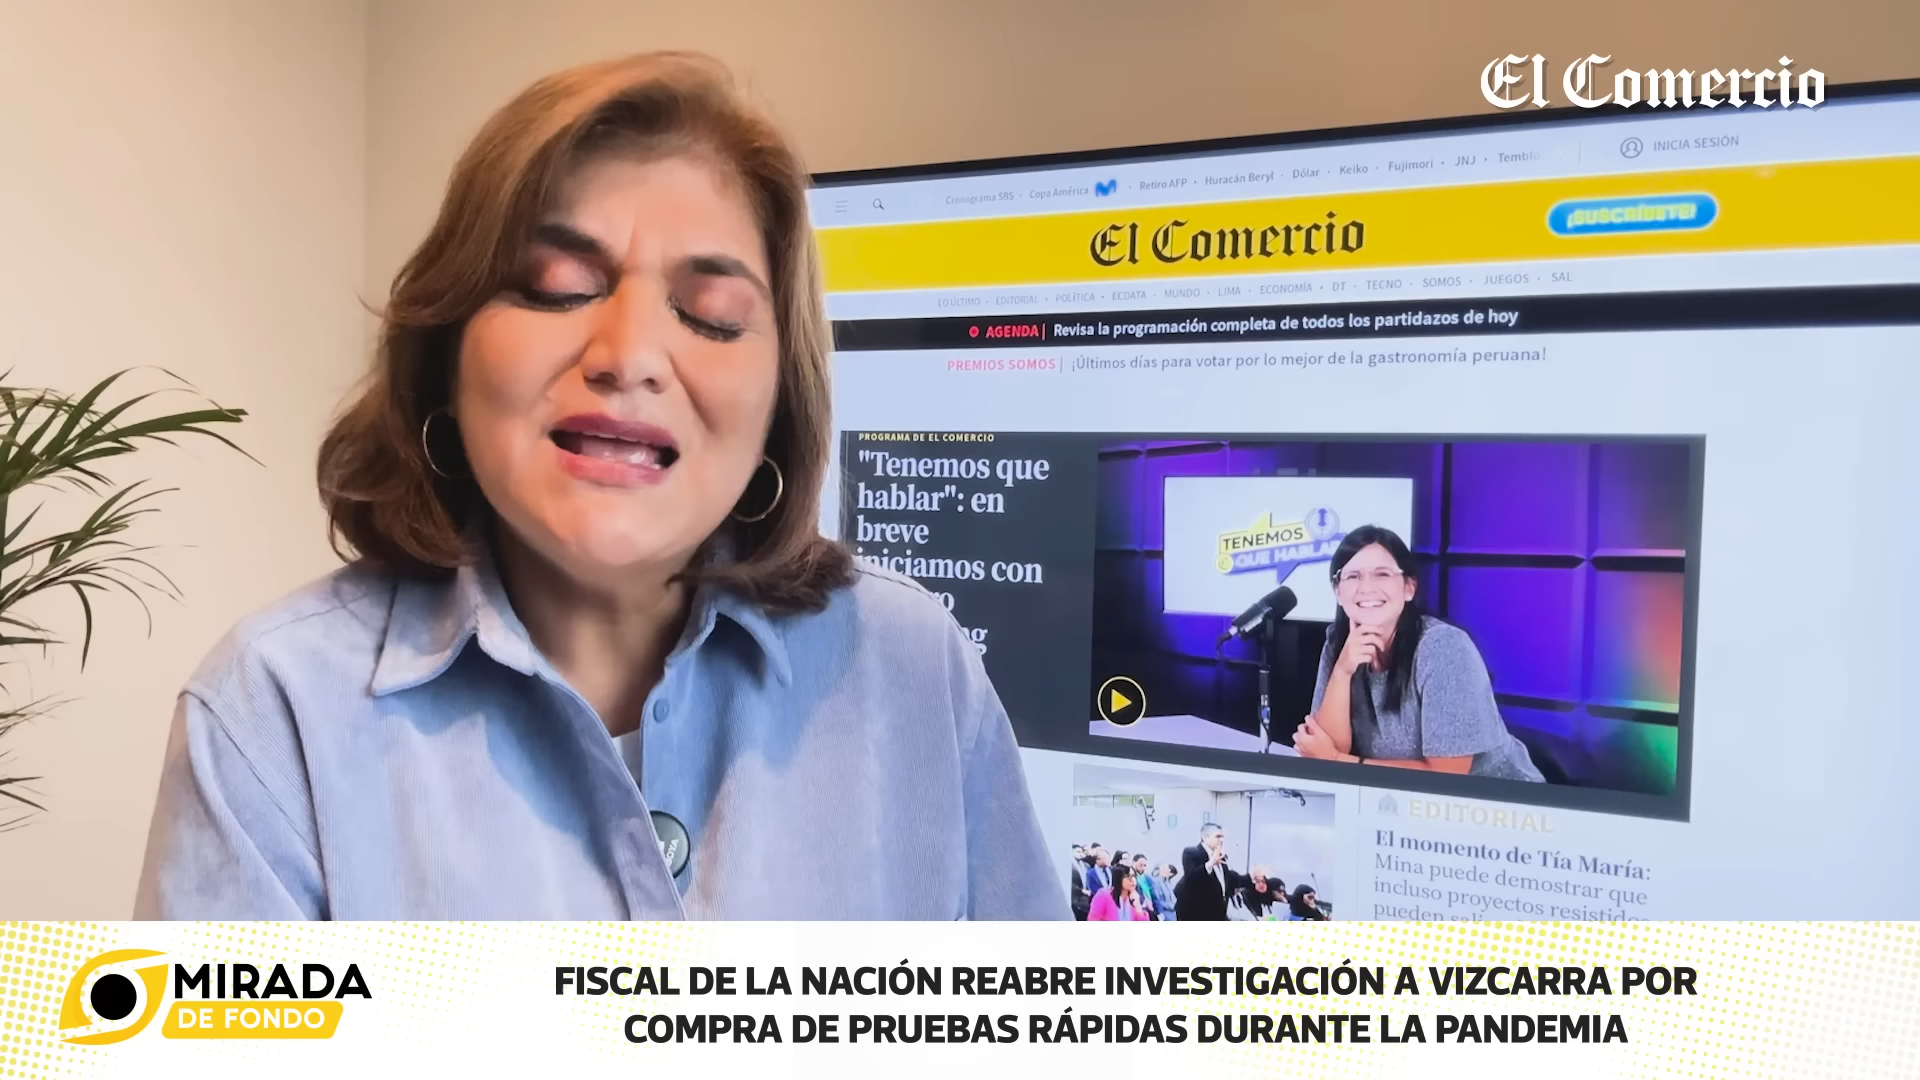 El Comercio
INICIA SESIÓN
Cronograma SBS · Copa América · Retiro AFP · Huracán Beryl · Dólar · Keiko · Fujimori · JNJ ·
El Comercio
¡SUSCRÍBETE!
LO ÚLTIMO · EDITORIAL · POLÍTICA · ECDATA · MUNDO · LIMA · ECONOMÍA · DT · TECNO · SOMOS · JUEGOS · SAL
AGENDA | Revisa la programación completa de todos los partidazos de hoy
PREMIOS SOMOS | ¡Últimos días para votar por lo mejor de la gastronomía peruana!
PROGRAMA DE EL COMERCIO
"Tenemos que
hablar": en
breve
iniciamos con
TENEMOS
QUE HABLAR
EDITORIAL
El momento de Tía María:
Mina puede demostrar que
incluso proyectos resistidos
pueden
MIRADA
DE FONDO
FISCAL DE LA NACIÓN REABRE INVESTIGACIÓN A VIZCARRA POR
COMPRA DE PRUEBAS RÁPIDAS DURANTE LA PANDEMIA